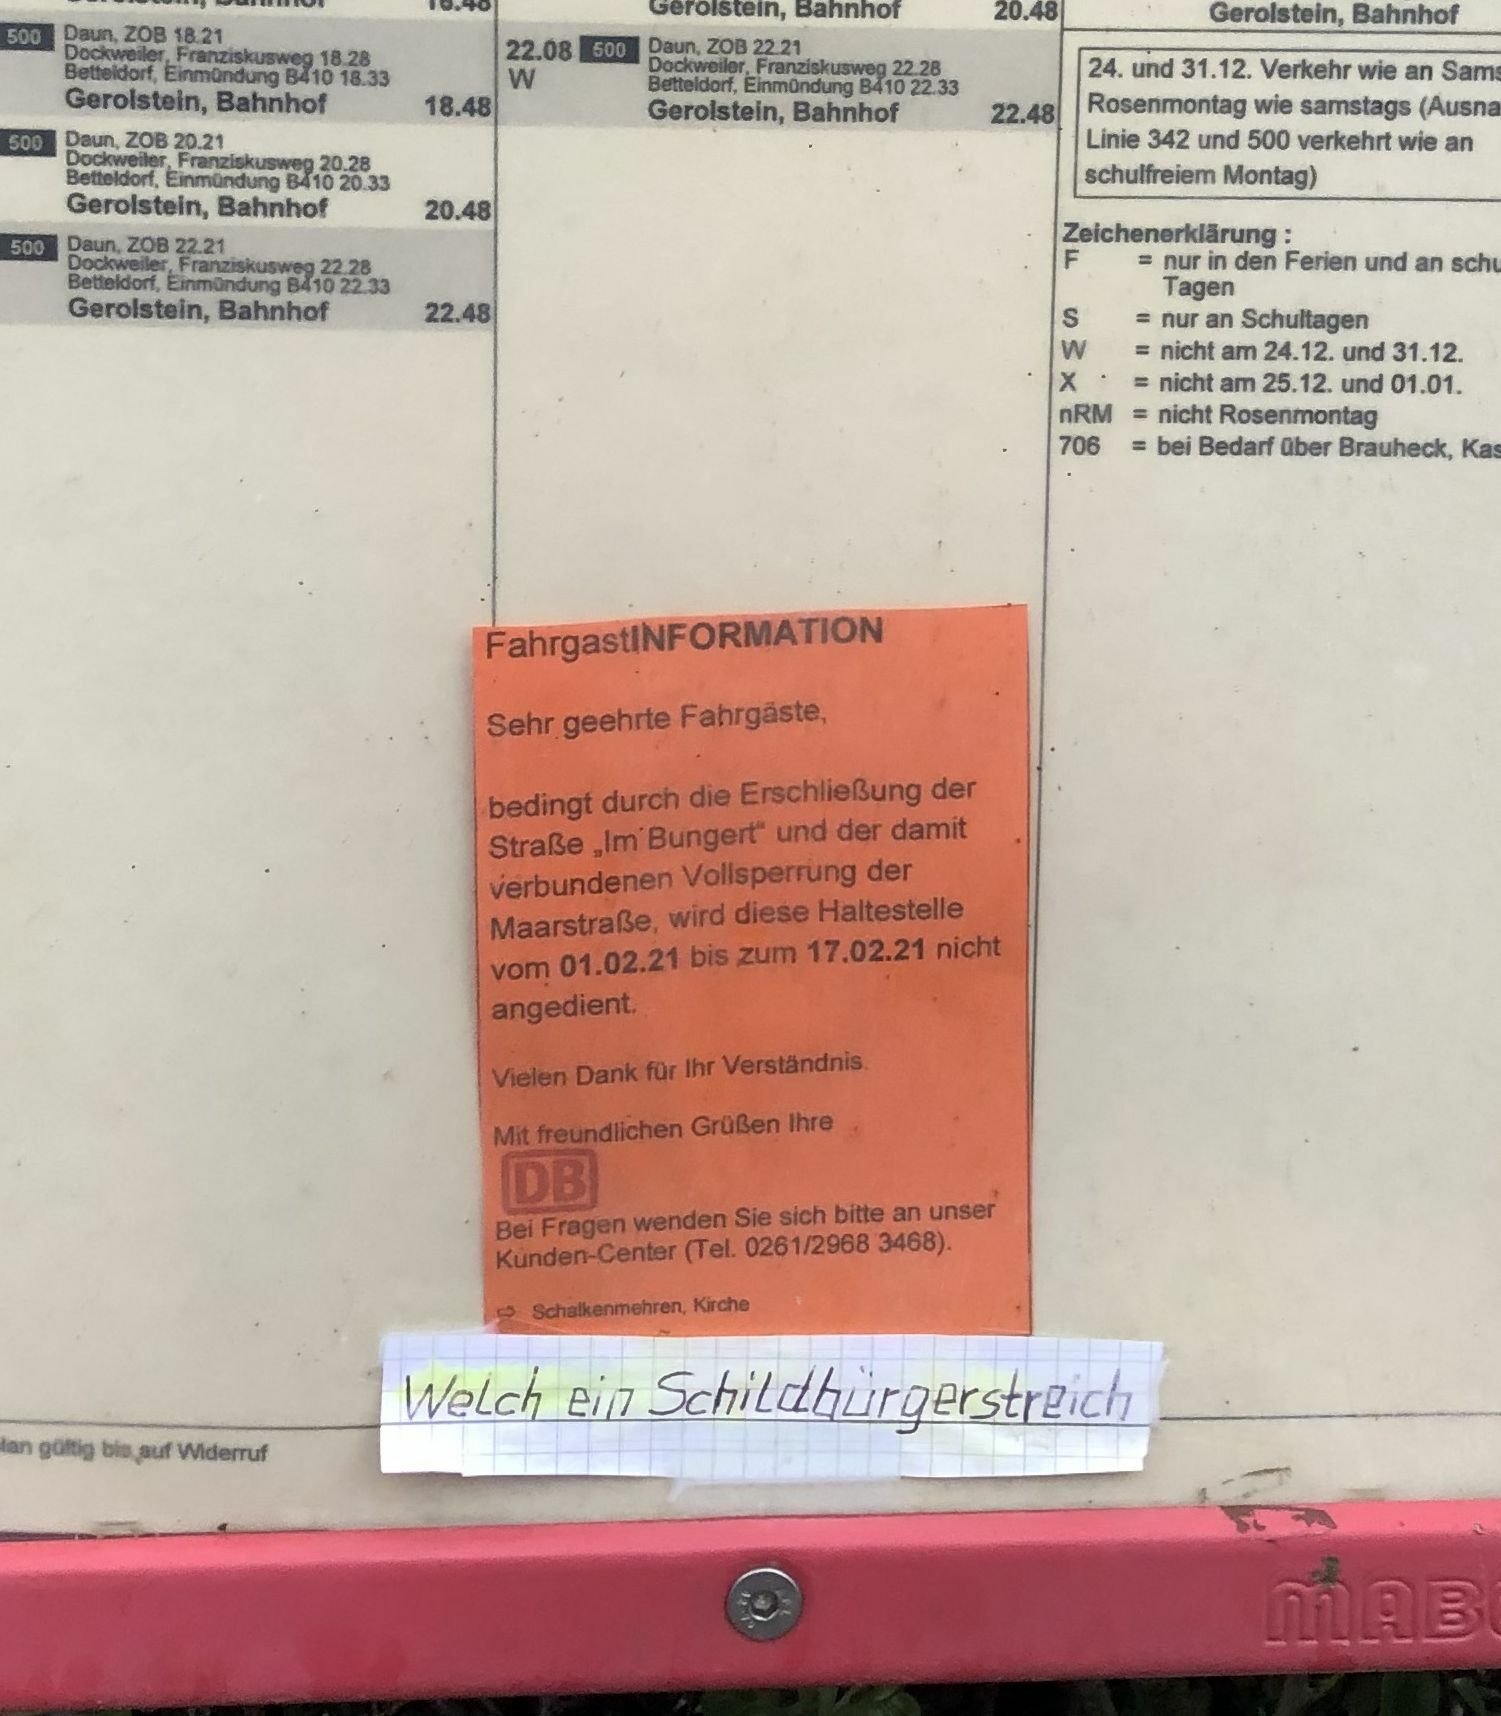 Gerolstein, Bahnhof 18.48
500 Daun, ZOB 18.21
Dockweiler, Franziskusweg 18.28
Betteldorf, Einmündung B410 18.33
Gerolstein, Bahnhof 18.48
500 Daun, ZOB 20.21
Dockweiler, Franziskusweg 20.28
Betteldorf, Einmündung B410 20.33
Gerolstein, Bahnhof 20.48
500 Daun, ZOB 22.21
Dockweiler, Franziskusweg 22.28
Betteldorf, Einmündung B410 22.33
Gerolstein, Bahnhof 22.48
Gerolstein, Bahnhof 20.48
22.08 500 Daun, ZOB 22.21
W Dockweiler, Franziskusweg 22.28
Betteldorf, Einmündung B410 22.33
Gerolstein, Bahnhof 22.48
Gerolstein, Bahnhof
24. und 31.12. Verkehr wie an Sams
Rosenmontag wie samstags (Ausna
Linie 342 und 500 verkehrt wie an
schulfreiem Montag)
Zeichenerklärung :
F = nur in den Ferien und an schu
Tagen
S = nur an Schultagen
W = nicht am 24.12. und 31.12.
X = nicht am 25.12. und 01.01.
nRM = nicht Rosenmontag
706 = bei Bedarf über Brauheck, Kas
FahrgastINFORMATION
Sehr geehrte Fahrgäste,
bedingt durch die Erschließung der
Straße „Im Bungert“ und der damit
verbundenen Vollsperrung der
Maarstraße, wird diese Haltestelle
vom 01.02.21 bis zum 17.02.21 nicht
angedient.
Vielen Dank für Ihr Verständnis.
Mit freundlichen Grüßen Ihre
DB
Bei Fragen wenden Sie sich bitte an unser
Kunden-Center (Tel. 0261/2968 3468).
⇨ Schalkenmehren, Kirche
Welch ein Schildbürgerstreich
lan gültig bis auf Widerruf
MAB